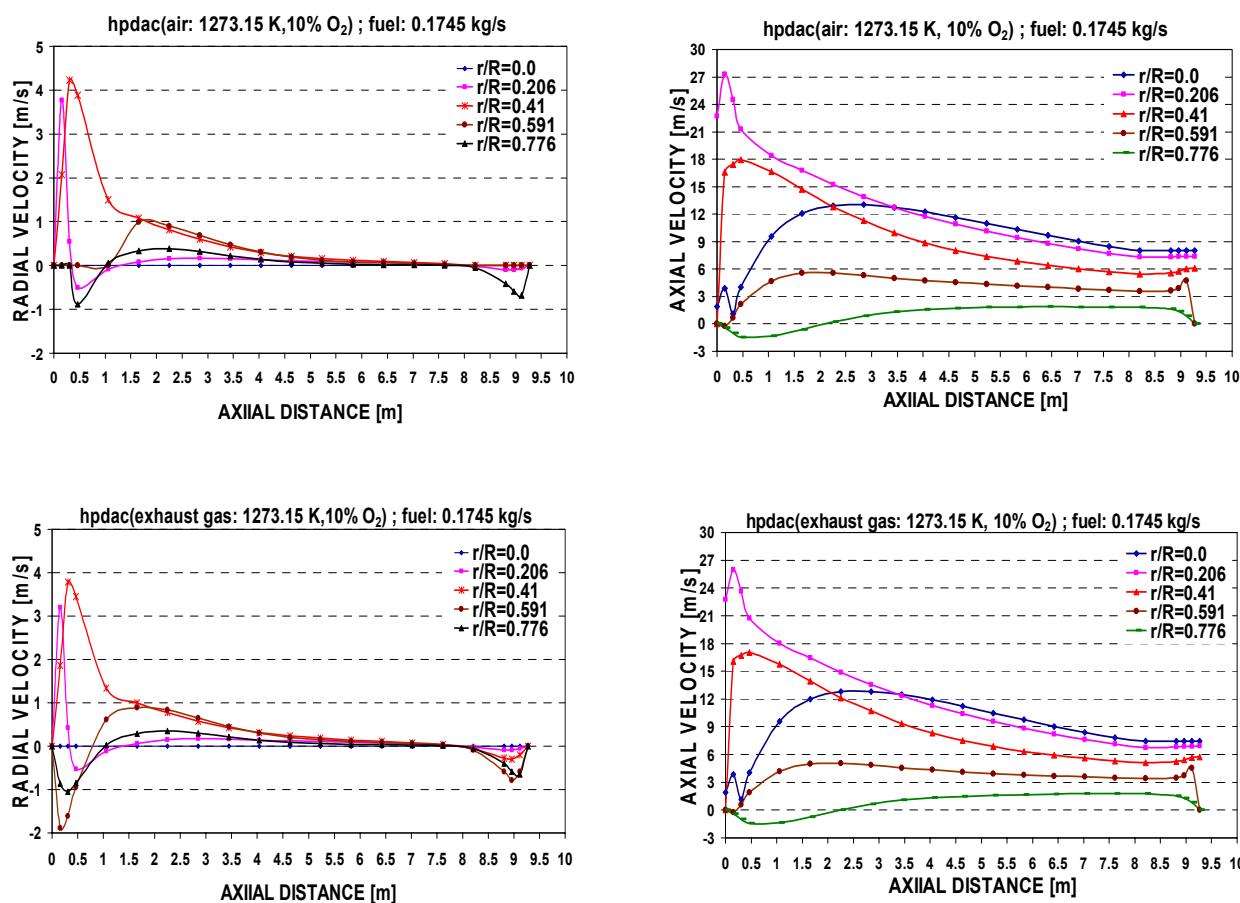 hpdac(air: 1273.15 K,10% O₂) ; fuel: 0.1745 kg/s
RADIAL VELOCITY [m/s]
5
4
3
2
1
0
-1
-2
r/R=0.0
r/R=0.206
r/R=0.41
r/R=0.591
r/R=0.776
0 0.5 1 1.5 2 2.5 3 3.5 4 4.5 5 5.5 6 6.5 7 7.5 8 8.5 9 9.5 10
AXIIAL DISTANCE [m]
hpdac(air: 1273.15 K, 10% O₂) ; fuel: 0.1745 kg/s
AXIAL VELOCITY [m/s]
30
27
24
21
18
15
12
9
6
3
0
-3
r/R=0.0
r/R=0.206
r/R=0.41
r/R=0.591
r/R=0.776
0 0.5 1 1.5 2 2.5 3 3.5 4 4.5 5 5.5 6 6.5 7 7.5 8 8.5 9 9.5 10
AXIIAL DISTANCE [m]
hpdac(exhaust gas: 1273.15 K,10% O₂) ; fuel: 0.1745 kg/s
RADIAL VELOCITY [m/s]
5
4
3
2
1
0
-1
-2
r/R=0.0
r/R=0.206
r/R=0.41
r/R=0.591
r/R=0.776
0 0.5 1 1.5 2 2.5 3 3.5 4 4.5 5 5.5 6 6.5 7 7.5 8 8.5 9 9.5 10
AXIIAL DISTANCE [m]
hpdac(exhaust gas: 1273.15 K, 10% O₂) ; fuel: 0.1745 kg/s
AXIAL VELOCITY [m/s]
30
27
24
21
18
15
12
9
6
3
0
-3
r/R=0.0
r/R=0.206
r/R=0.41
r/R=0.591
r/R=0.776
0 0.5 1 1.5 2 2.5 3 3.5 4 4.5 5 5.5 6 6.5 7 7.5 8 8.5 9 9.5 10
AXIIAL DISTANCE [m]